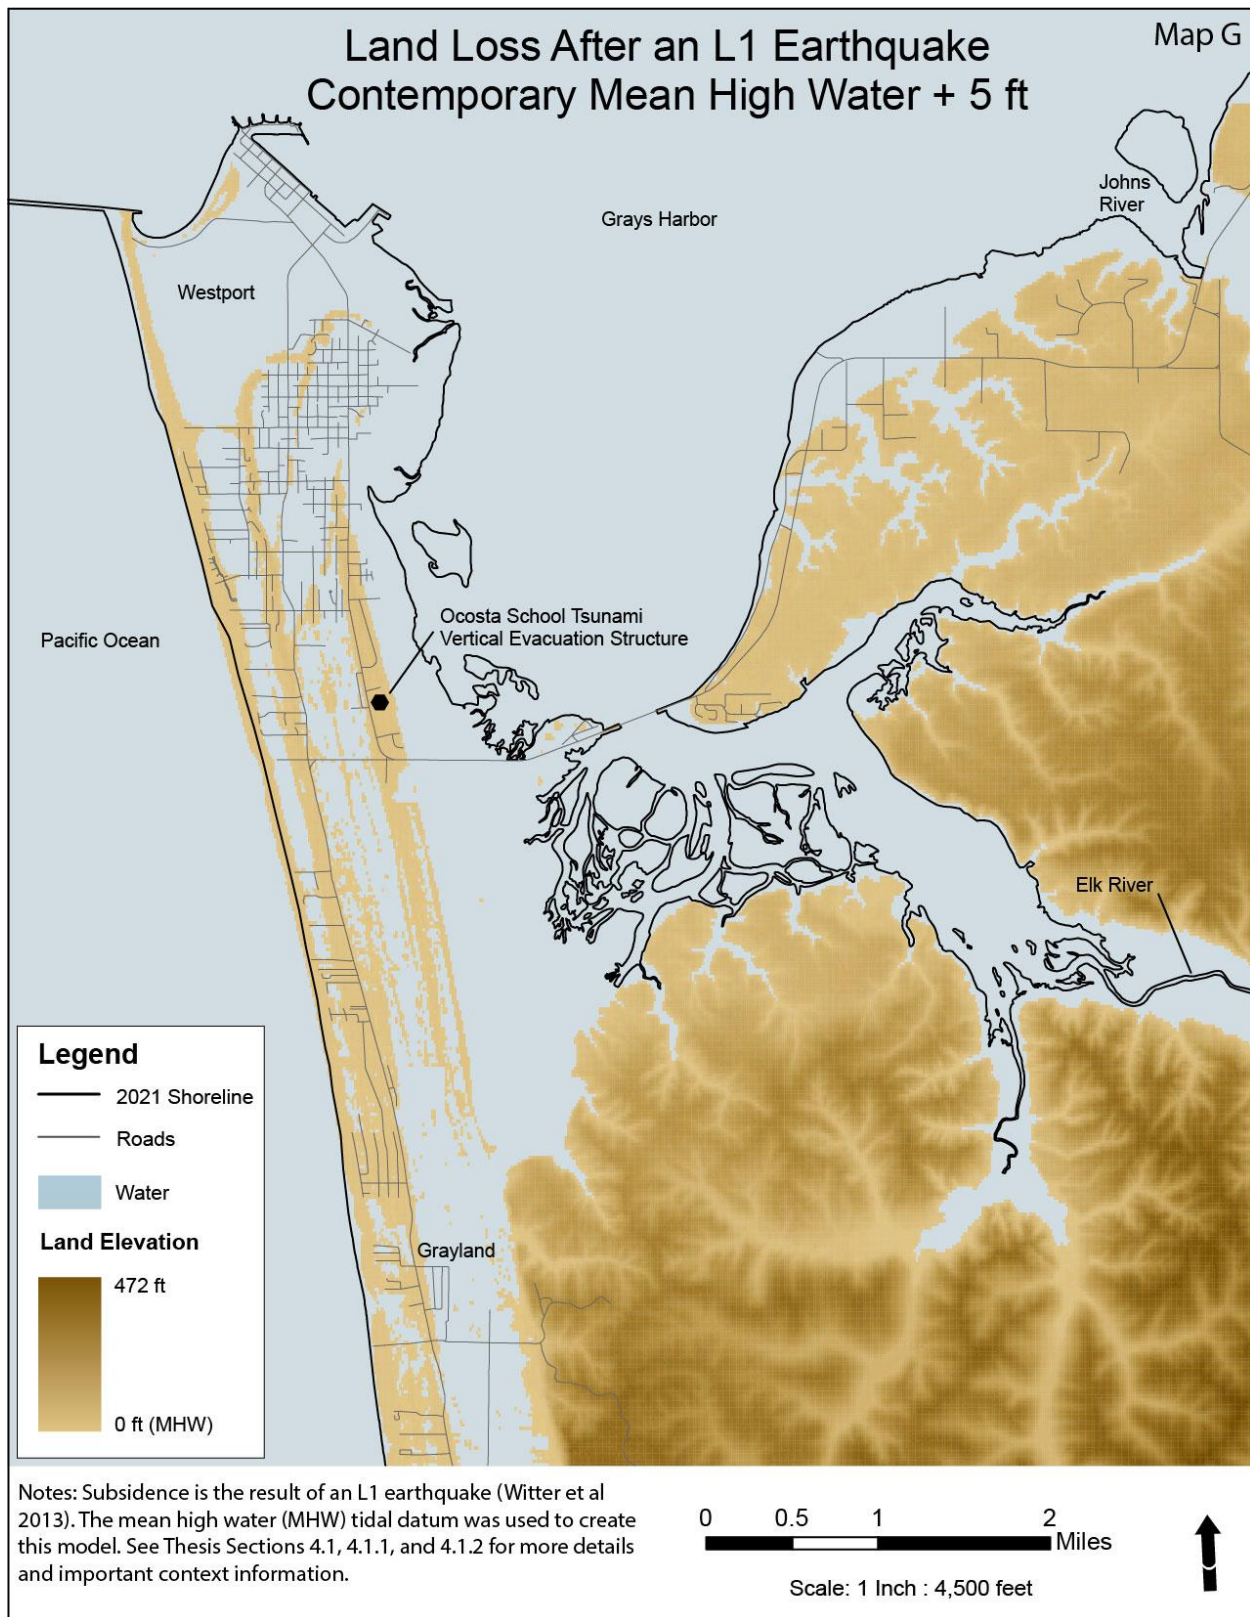 Map G
Land Loss After an L1 Earthquake
Contemporary Mean High Water + 5 ft
Johns
River
Grays Harbor
Westport
Ocosta School Tsunami
Vertical Evacuation Structure
Pacific Ocean
Elk River
Grayland
Legend
2021 Shoreline
Roads
Water
Land Elevation
472 ft
0 ft (MHW)
Notes: Subsidence is the result of an L1 earthquake (Witter et al
2013). The mean high water (MHW) tidal datum was used to create
this model. See Thesis Sections 4.1, 4.1.1, and 4.1.2 for more details
and important context information.
0 0.5 1 2
Miles
Scale: 1 Inch : 4,500 feet